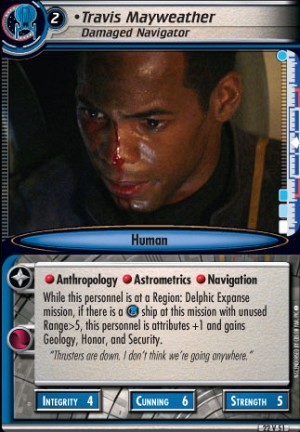 2
•Travis Mayweather
Damaged Navigator
Human
Anthropology Astrometrics Navigation
While this personnel is at a Region: Delphic Expanse
mission, if there is a ship at this mission with unused
Range>5, this personnel is attributes +1 and gains
Geology, Honor, and Security.
"Thrusters are down. I don't think we're going anywhere."
INTEGRITY 4 CUNNING 6 STRENGTH 5